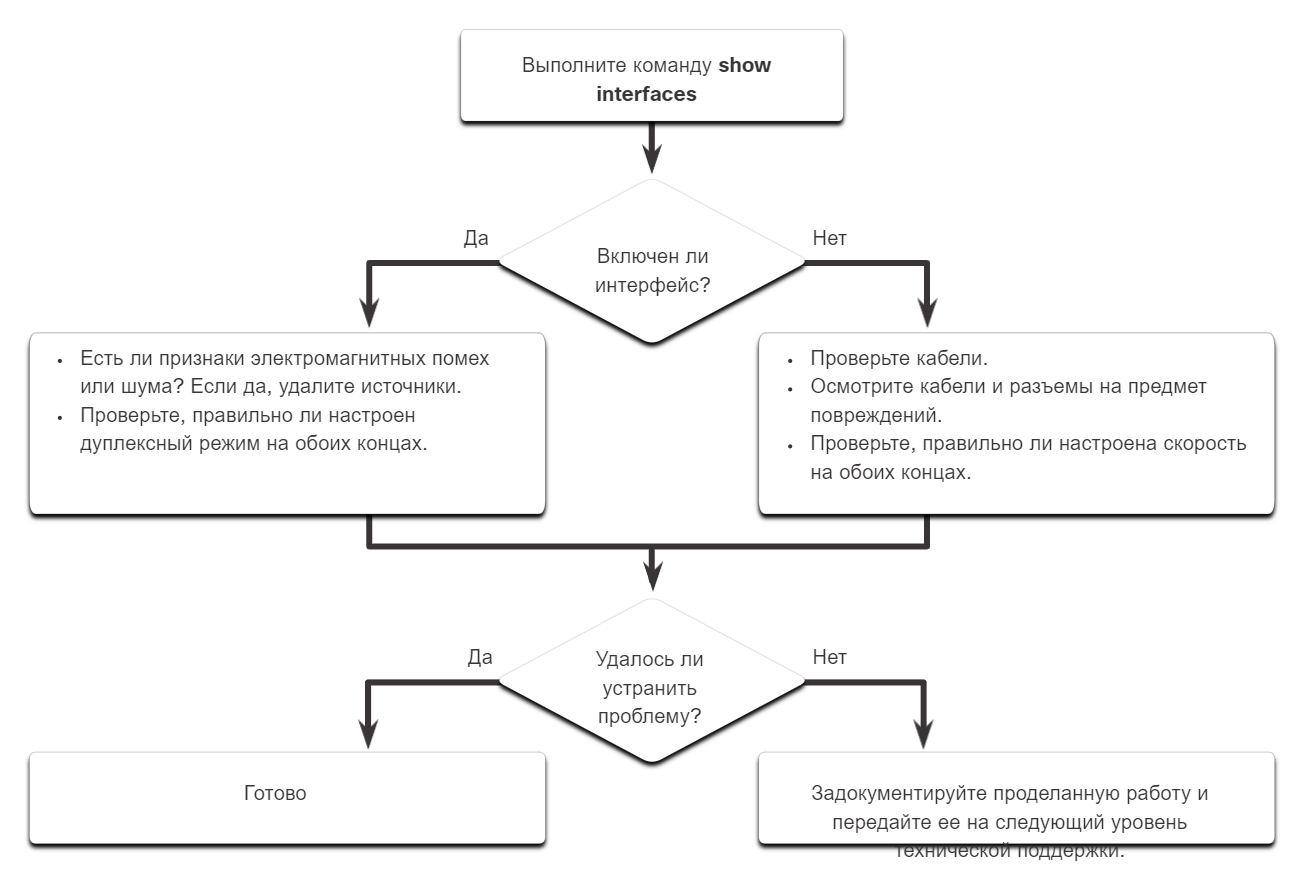 Выполните команду show
interfaces
Да
Нет
Включен ли
интерфейс?
• Есть ли признаки электромагнитных помех
или шума? Если да, удалите источники.
• Проверьте, правильно ли настроен
дуплексный режим на обоих концах.
• Проверьте кабели.
• Осмотрите кабели и разъемы на предмет
повреждений.
• Проверьте, правильно ли настроена скорость
на обоих концах.
Да
Нет
Удалось ли
устранить
проблему?
Готово
Задокументируйте проделанную работу и
передайте ее на следующий уровень
технической поддержки.